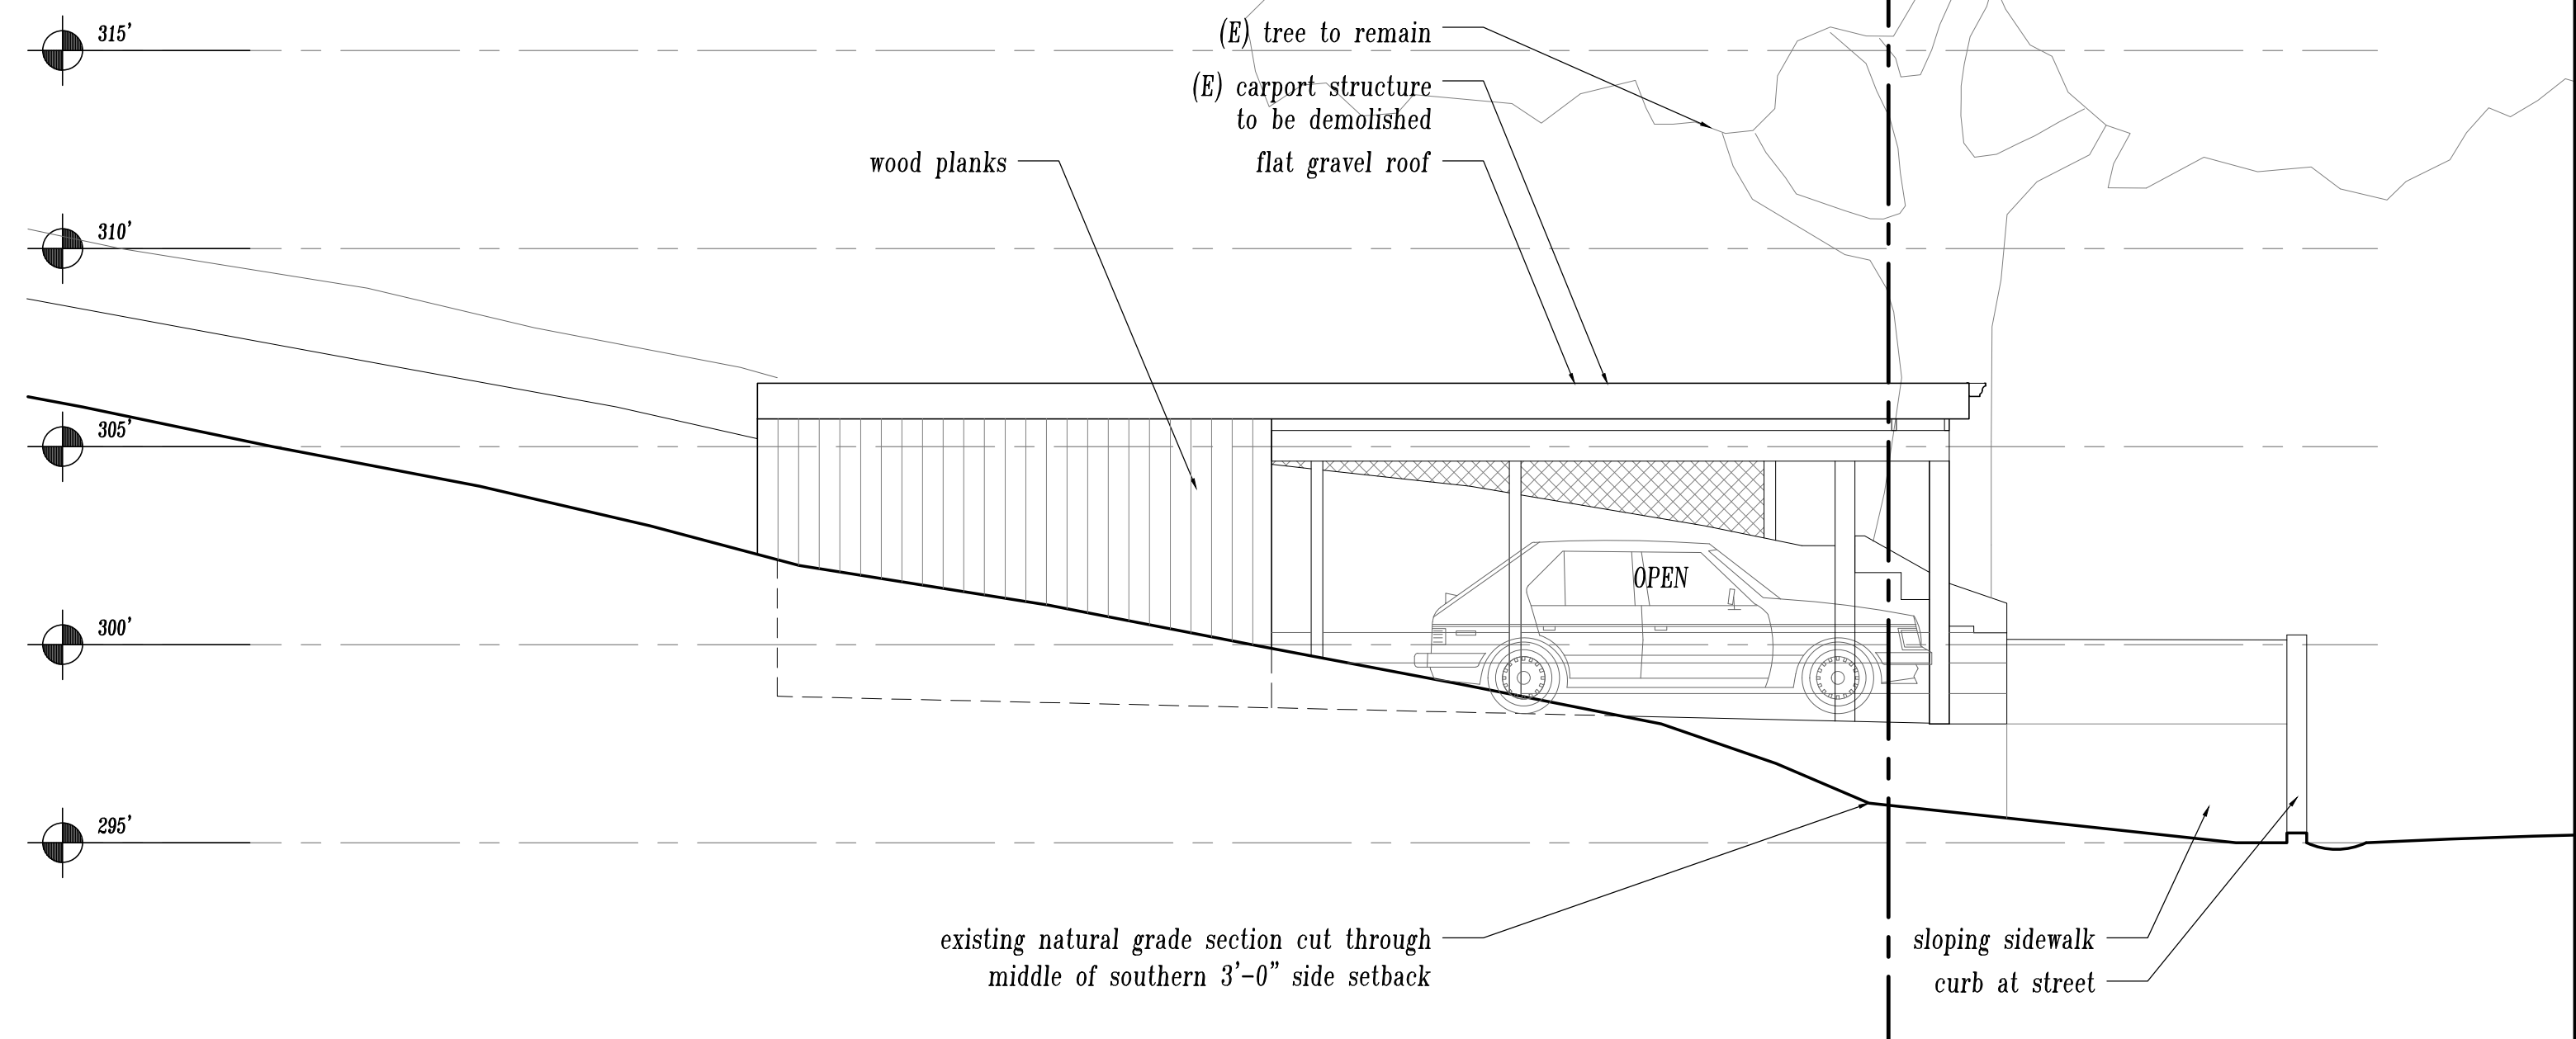 315'
(E) tree to remain
(E) carport structure
to be demolished
wood planks
flat gravel roof
310'
305'
OPEN
300'
295'
existing natural grade section cut through
middle of southern 3'-0" side setback
sloping sidewalk
curb at street